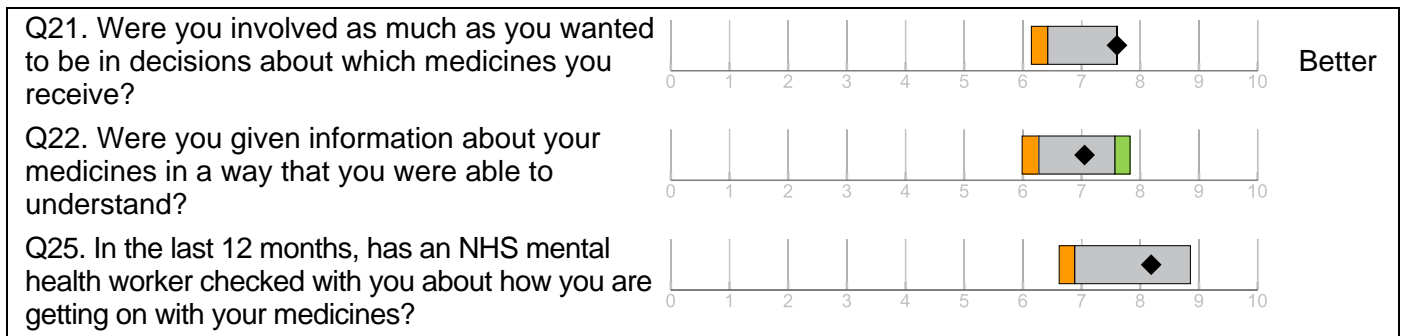 Q21. Were you involved as much as you wanted
to be in decisions about which medicines you
receive?
0 1 2 3 4 5 6 7 8 9 10
Better
Q22. Were you given information about your
medicines in a way that you were able to
understand?
0 1 2 3 4 5 6 7 8 9 10
Q25. In the last 12 months, has an NHS mental
health worker checked with you about how you are
getting on with your medicines?
0 1 2 3 4 5 6 7 8 9 10